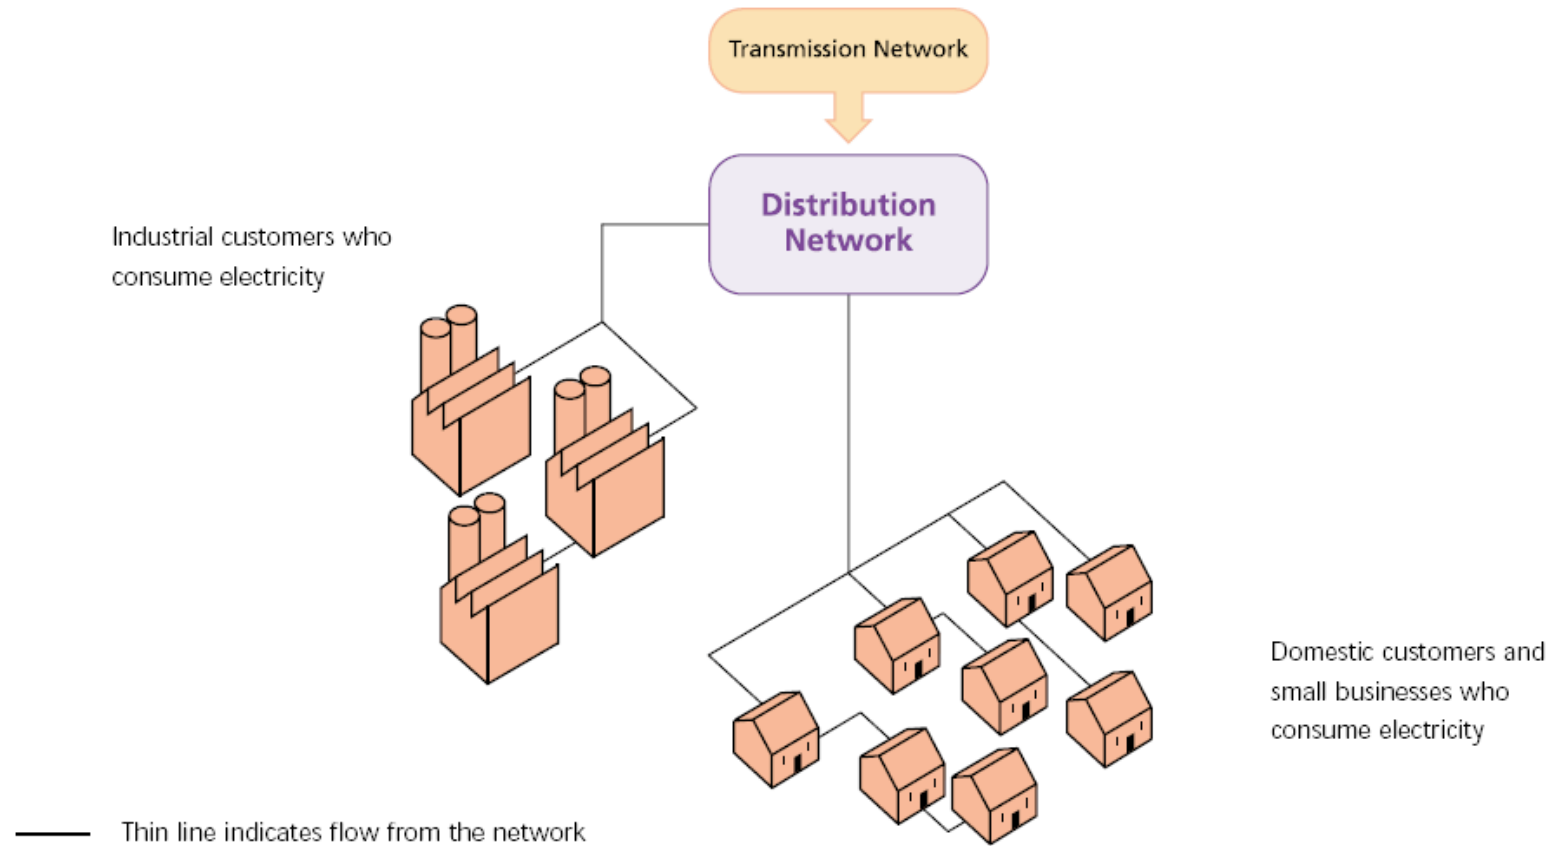 Transmission Network
Distribution
Network
Industrial customers who
consume electricity
Domestic customers and
small businesses who
consume electricity
Thin line indicates flow from the network